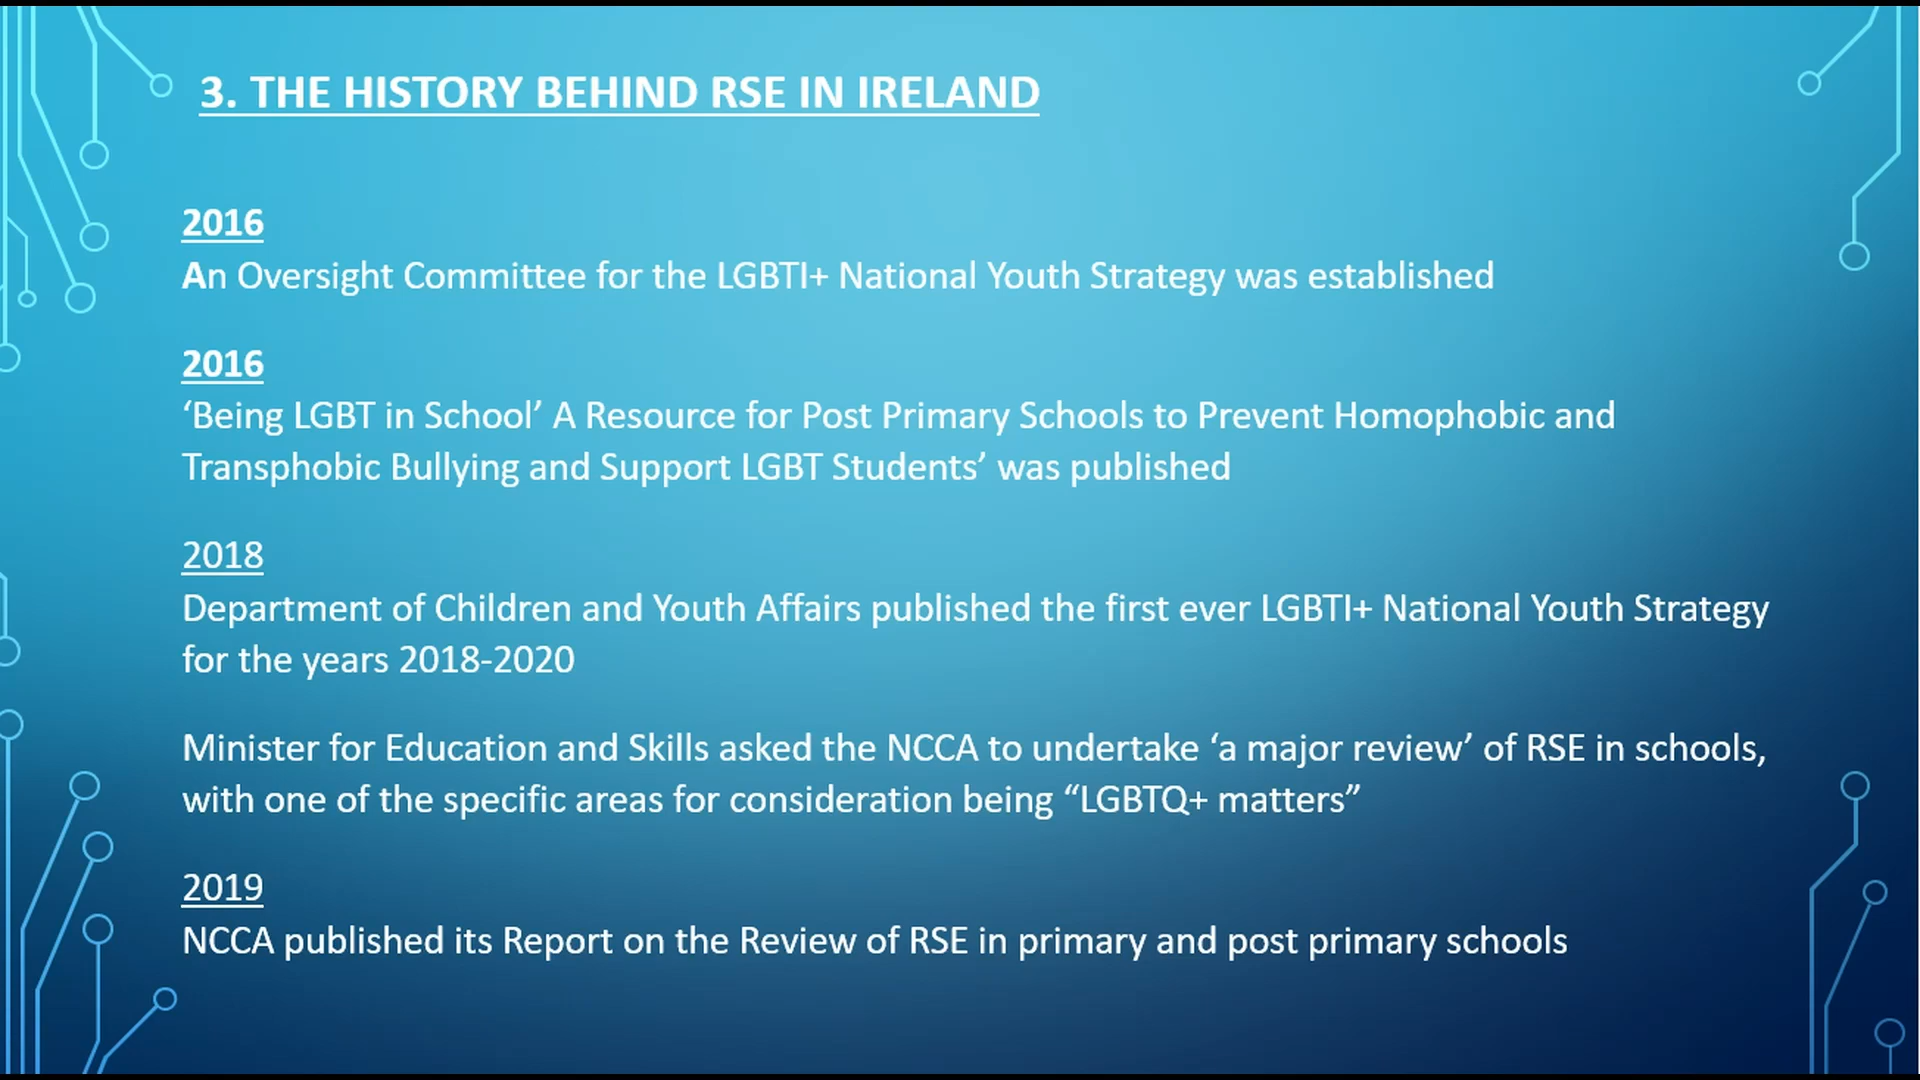 3. THE HISTORY BEHIND RSE IN IRELAND
2016
An Oversight Committee for the LGBTI+ National Youth Strategy was established
2016
‘Being LGBT in School’ A Resource for Post Primary Schools to Prevent Homophobic and
Transphobic Bullying and Support LGBT Students’ was published
2018
Department of Children and Youth Affairs published the first ever LGBTI+ National Youth Strategy
for the years 2018-2020
Minister for Education and Skills asked the NCCA to undertake ‘a major review’ of RSE in schools,
with one of the specific areas for consideration being “LGBTQ+ matters”
2019
NCCA published its Report on the Review of RSE in primary and post primary schools